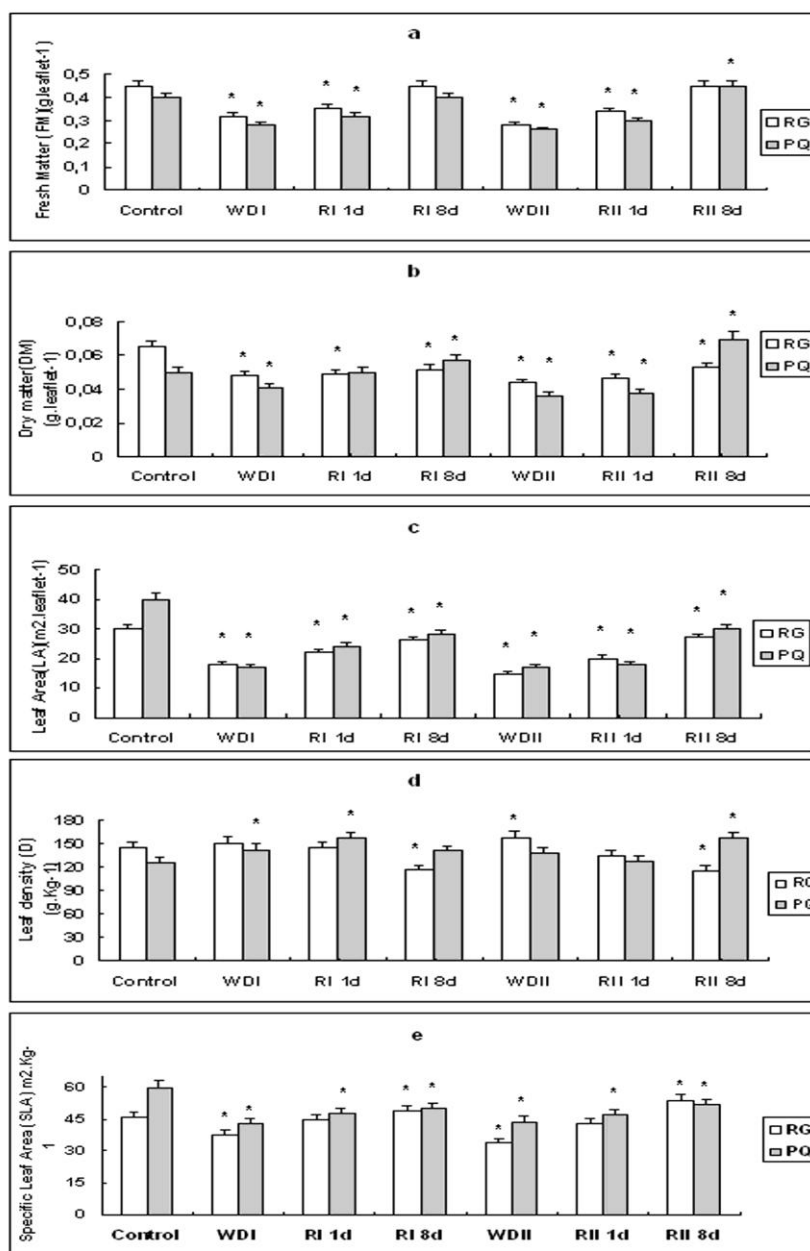 a
Fresh Matter (FM)(g.leaflet-1)
0,5
0,4
0,3
0,2
0,1
0
* * * * * * * * *
Control WDI RI 1d RI 8d WDII RII 1d RII 8d
RG
PQ
b
Dry matter(DM)
(g.leaflet-1)
0,08
0,06
0,04
0,02
0
* * * * * * * * * * *
Control WDI RI 1d RI 8d WDII RII 1d RII 8d
RG
PQ
c
Leaf Area(LA)(m2.leaflet-1)
50
40
30
20
10
0
* * * * * * * * * * * *
Control WDI RI 1d RI 8d WDII RII 1d RII 8d
RG
PQ
d
Leaf density (D)
(g.Kg-1)
180
150
120
90
60
30
0
* * * * * *
Control WDI RI 1d RI 8d WDII RII 1d RII 8d
e
Specific Leaf Area(SLA) m2.Kg-
1
60
45
30
15
0
* * * * * * * * * *
Control WDI RI 1d RI 8d WDII RII 1d RII 8d
RG
PQ